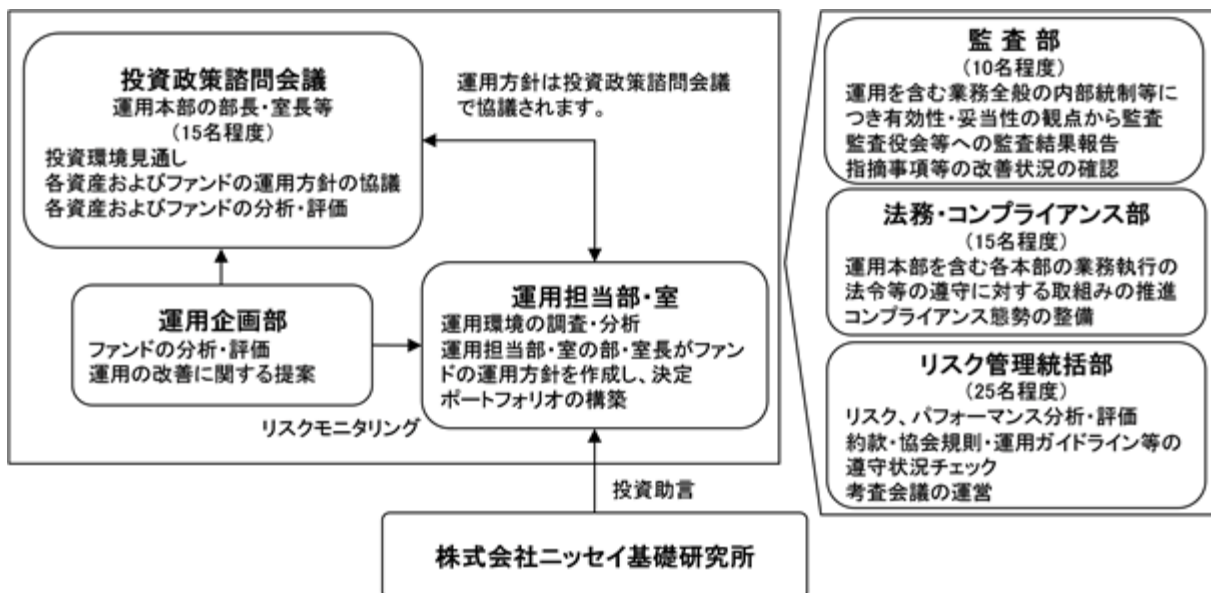 投資政策諮問会議
運用本部の部長・室長等
(15名程度)
投資環境見通し
各資産およびファンドの運用方針の協議
各資産およびファンドの分析・評価
運用方針は投資政策諮問会議
で協議されます。
運用企画部
ファンドの分析・評価
運用の改善に関する提案
運用担当部・室
運用環境の調査・分析
運用担当部・室の部・室長がファン
ドの運用方針を作成し、決定
ポートフォリオの構築
リスクモニタリング
投資助言
株式会社ニッセイ基礎研究所
監査部
(10名程度)
運用を含む業務全般の内部統制等に
つき有効性・妥当性の観点から監査
監査役会等への監査結果報告
指摘事項等の改善状況の確認
法務・コンプライアンス部
(15名程度)
運用本部を含む各本部の業務執行の
法令等の遵守に対する取組みの推進
コンプライアンス態勢の整備
リスク管理統括部
(25名程度)
リスク、パフォーマンス分析・評価
約款・協会規則・運用ガイドライン等の
遵守状況チェック
考査会議の運営